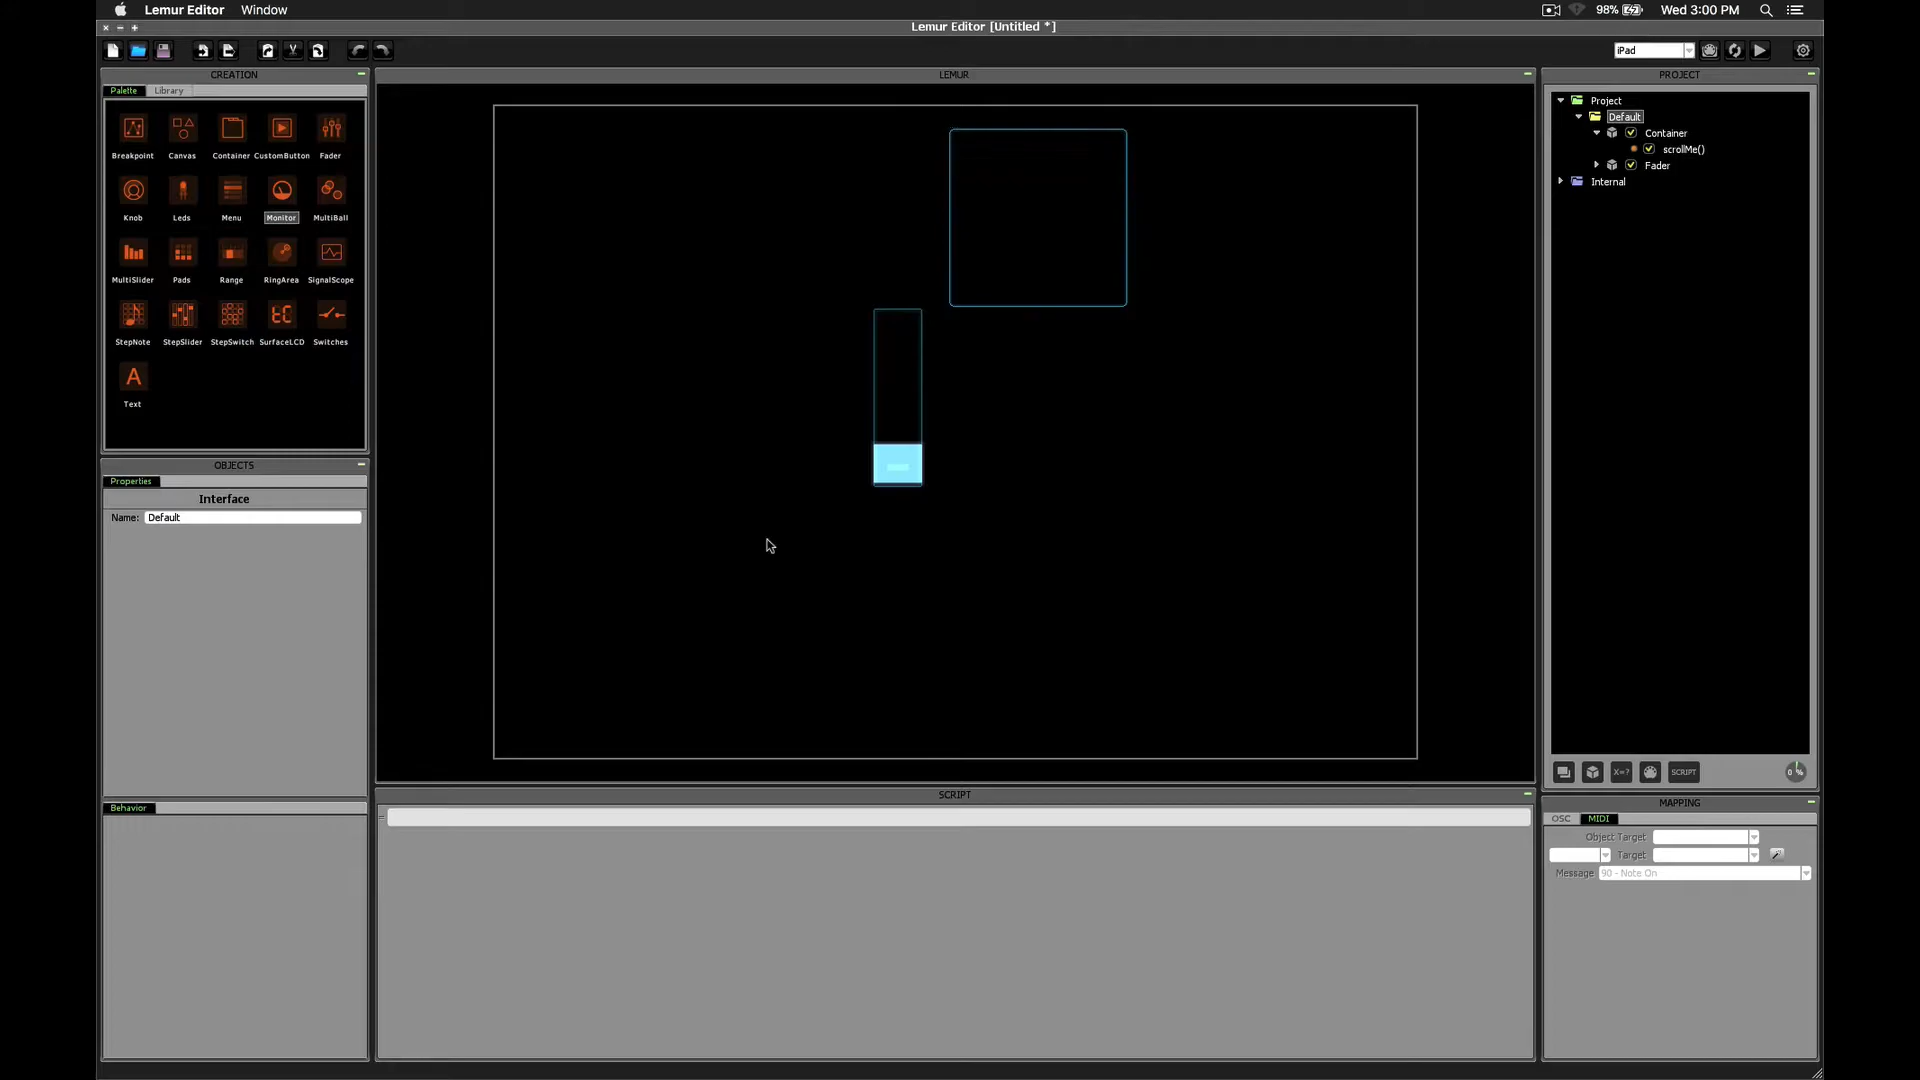 Lemur Editor Window
98% Wed 3:00 PM
Lemur Editor [Untitled *]
iPad
CREATION
Palette Library
Breakpoint Canvas Container CustomButton Fader
Knob Leds Menu Monitor MultiBall
MultiSlider Pads Range RingArea SignalScope
StepNote StepSlider StepSwitch SurfaceLCD Switches
A
Text
OBJECTS
Properties
Interface
Name: Default
Behavior
LEMUR
SCRIPT
=
PROJECT
Project
Default
Container
scrollMe()
Fader
Internal
X=? SCRIPT 0 %
MAPPING
OSC MIDI
Object Target
Target
Message 90 - Note On